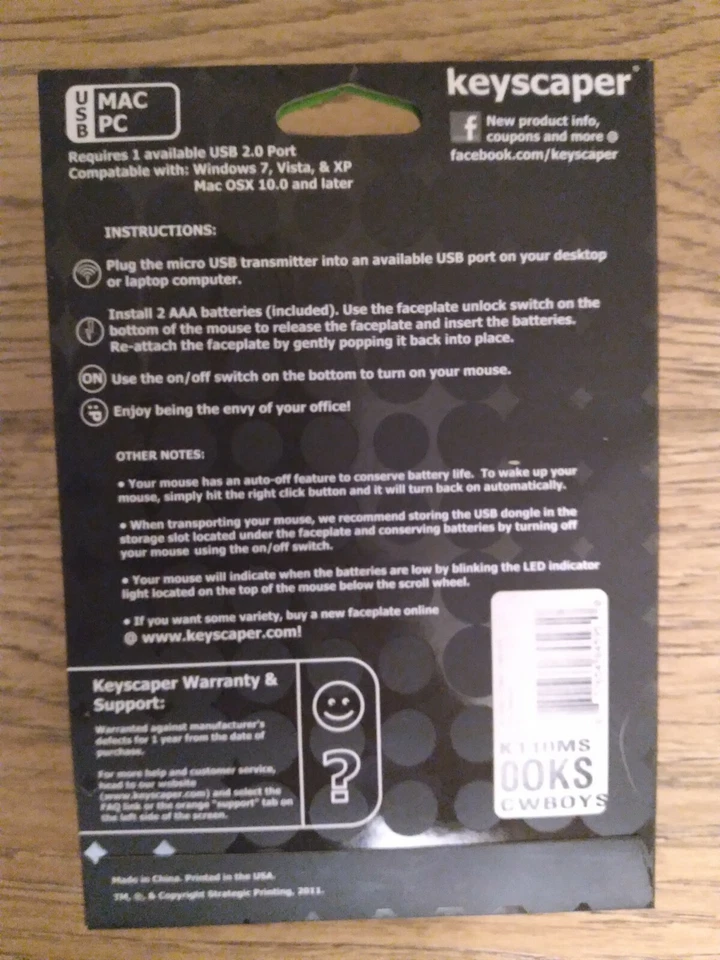 USB MAC PC
keyscaper
f New product info,
coupons and more @
facebook.com/keyscaper
Requires 1 available USB 2.0 Port
Compatable with: Windows 7, Vista, & XP
Mac OSX 10.0 and later
INSTRUCTIONS:
Plug the micro USB transmitter into an available USB port on your desktop
or laptop computer.
Install 2 AAA batteries (included). Use the faceplate unlock switch on the
bottom of the mouse to release the faceplate and insert the batteries.
Re-attach the faceplate by gently popping it back into place.
ON Use the on/off switch on the bottom to turn on your mouse.
Enjoy being the envy of your office!
OTHER NOTES:
• Your mouse has an auto-off feature to conserve battery life. To wake up your
mouse, simply hit the right click button and it will turn back on automatically.
• When transporting your mouse, we recommend storing the USB dongle in the
storage slot located under the faceplate and conserving batteries by turning off
your mouse using the on/off switch.
• Your mouse will indicate when the batteries are low by blinking the LED indicator
light located on the top of the mouse below the scroll wheel.
• If you want some variety, buy a new faceplate online
@ www.keyscaper.com!
Keyscaper Warranty &
Support:
Warranted against manufacturer's
defects for 1 year from the date of
purchase.
For more help and customer service,
head to our website
(www.keyscaper.com) and select the
FAQ link or the orange "support" tab on
the left side of the screen.
?
00KS
CWBOYS
Made in China. Printed in the USA.
TM, ©, & Copyright Strategic Printing, 2011.